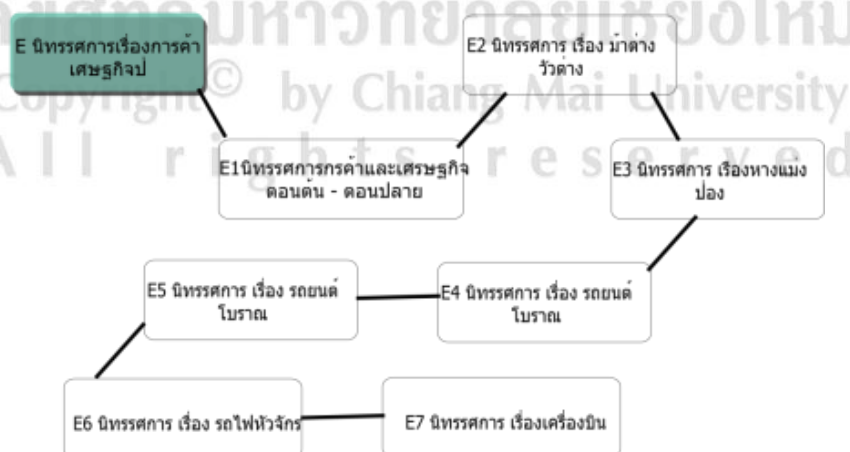 E นิทรรศการเรื่องการค้า
เศษฐกิจป
E2 นิทรรศการ เรื่อง ม้าต่าง
วัวต่าง
Copyright© by Chiang Mai University
All rights reserved
E1นิทรรศการกรค้าและเศรษฐกิจ
ตอนต้น - ตอนปลาย
E3 นิทรรศการ เรื่องหางแม่ง
ป่อง
E5 นิทรรศการ เรื่อง รถยนต์
โบราณ
E4 นิทรรศการ เรื่อง รถยนต์
โบราณ
E6 นิทรรศการ เรื่อง รถไฟหัวจักร
E7 นิทรรศการ เรื่องเครื่องบิน